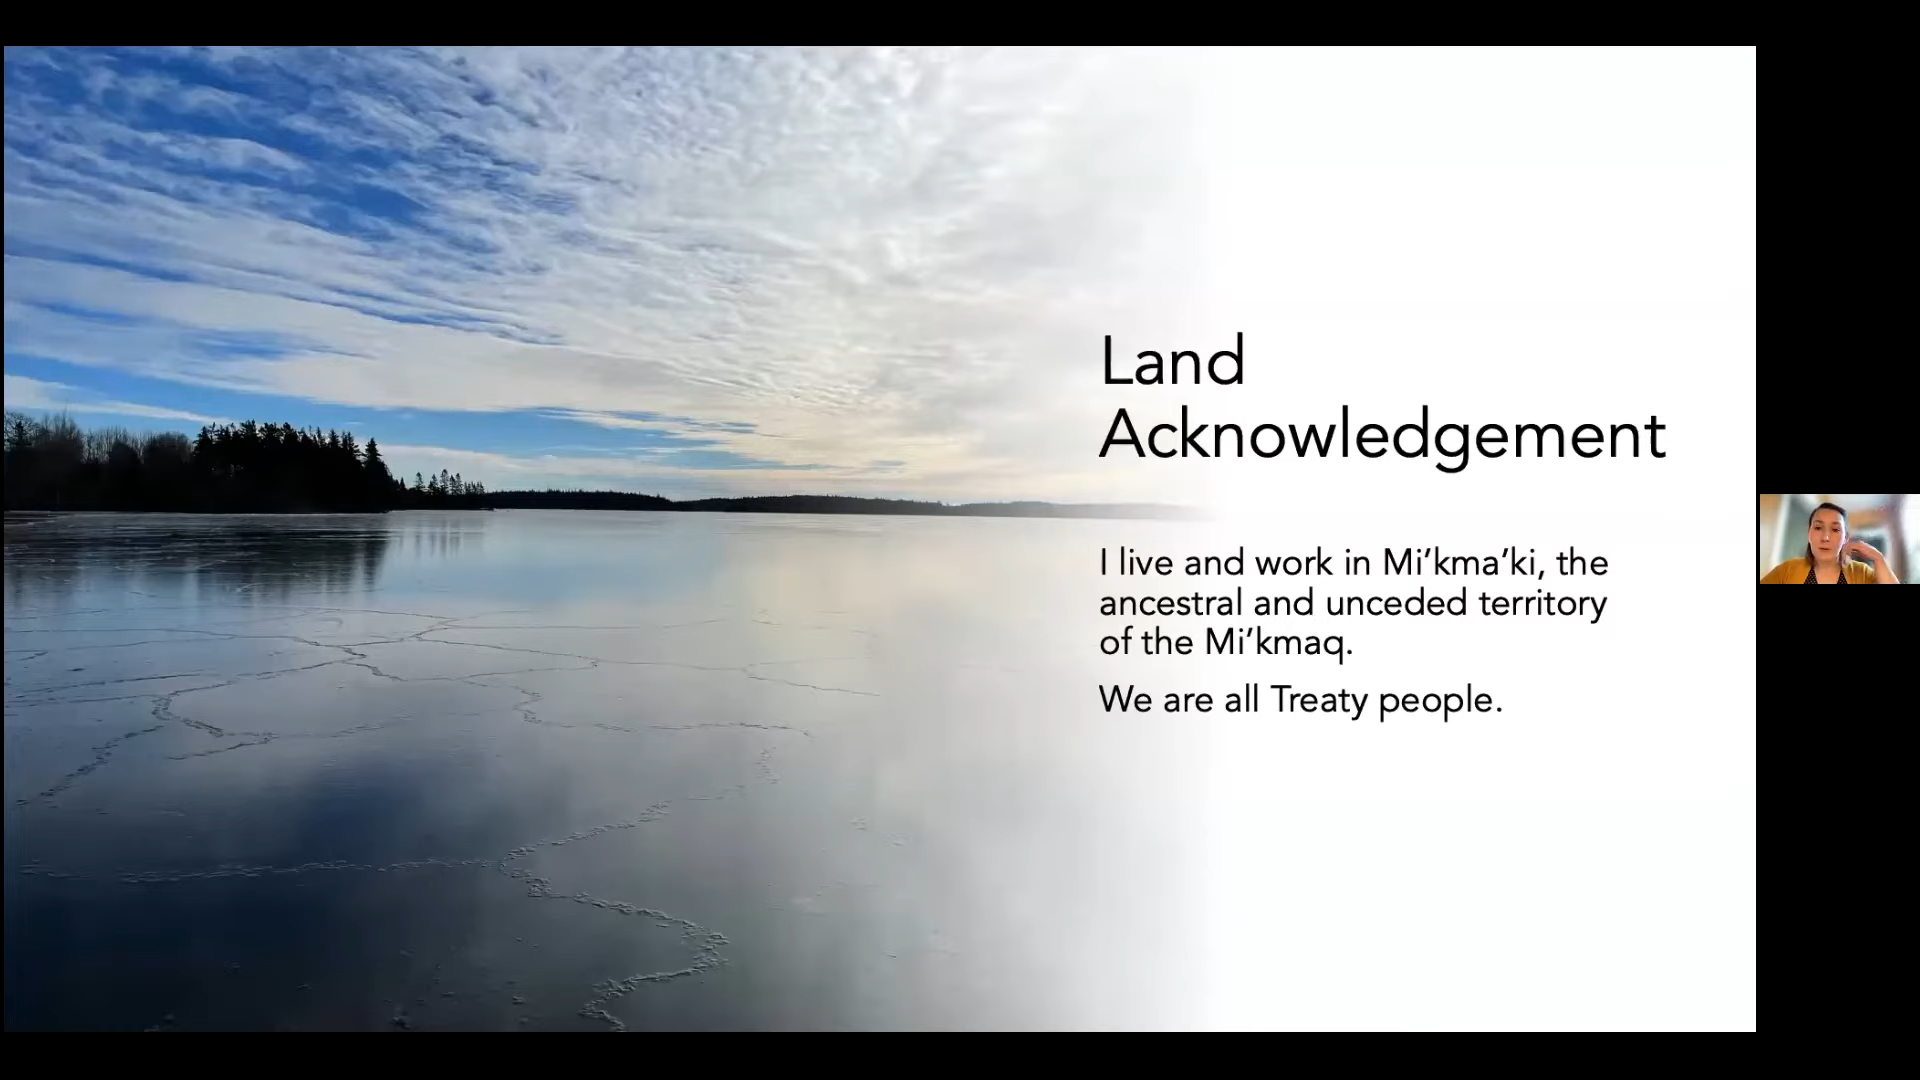 Land
Acknowledgement
I live and work in Mi’kma’ki, the
ancestral and unceded territory
of the Mi’kmaq.
We are all Treaty people.